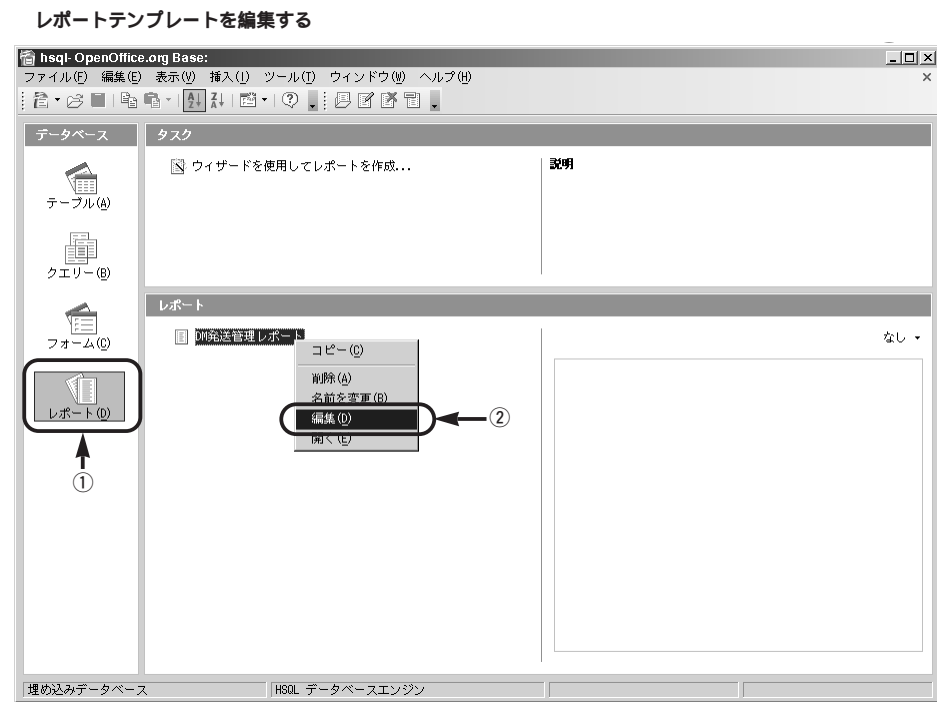 レポートテンプレートを編集する
hsql- OpenOffice.org Base:
ファイル(F) 編集(E) 表示(V) 挿入(I) ツール(T) ウィンドウ(W) ヘルプ(H)
データベース
タスク
テーブル(A)
クエリー(B)
フォーム(C)
レポート(D)
①
ウィザードを使用してレポートを作成...
説明
レポート
DM発送管理レポート
なし
コピー(C)
削除(A)
名前を変更(B)
編集(D)
②
開く(E)
埋め込みデータベース
HSQL データベースエンジン